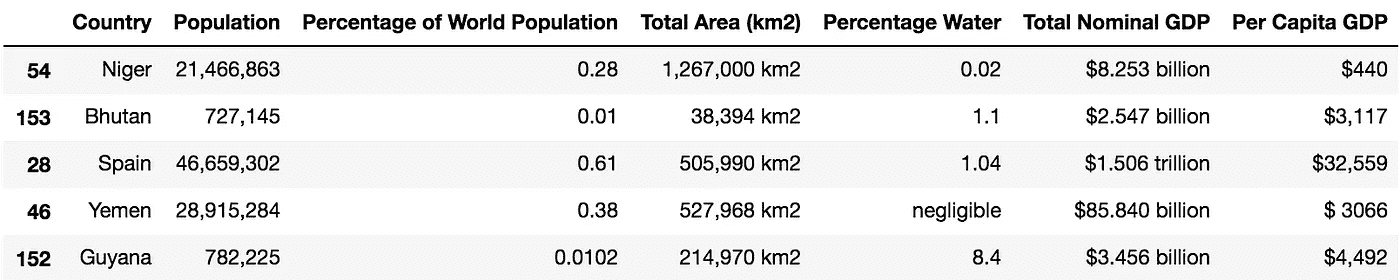 Country Population Percentage of World Population Total Area (km2) Percentage Water Total Nominal GDP Per Capita GDP
54 Niger 21,466,863 0.28 1,267,000 km2 0.02 $8.253 billion $440
153 Bhutan 727,145 0.01 38,394 km2 1.1 $2.547 billion $3,117
28 Spain 46,659,302 0.61 505,990 km2 1.04 $1.506 trillion $32,559
46 Yemen 28,915,284 0.38 527,968 km2 negligible $85.840 billion $ 3066
152 Guyana 782,225 0.0102 214,970 km2 8.4 $3.456 billion $4,492